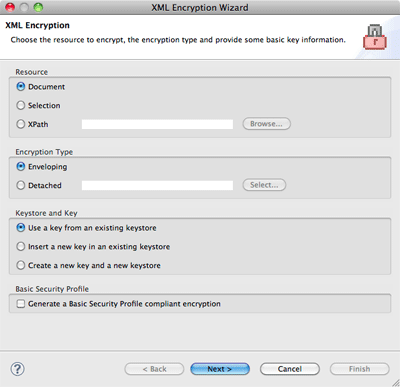 XML Encryption Wizard
XML Encryption
Choose the resource to encrypt, the encryption type and provide some basic key information.
Resource
Document
Selection
XPath
Browse...
Encryption Type
Enveloping
Detached
Select...
Keystore and Key
Use a key from an existing keystore
Insert a new key in an existing keystore
Create a new key and a new keystore
Basic Security Profile
Generate a Basic Security Profile compliant encryption
? < Back Next > Cancel Finish